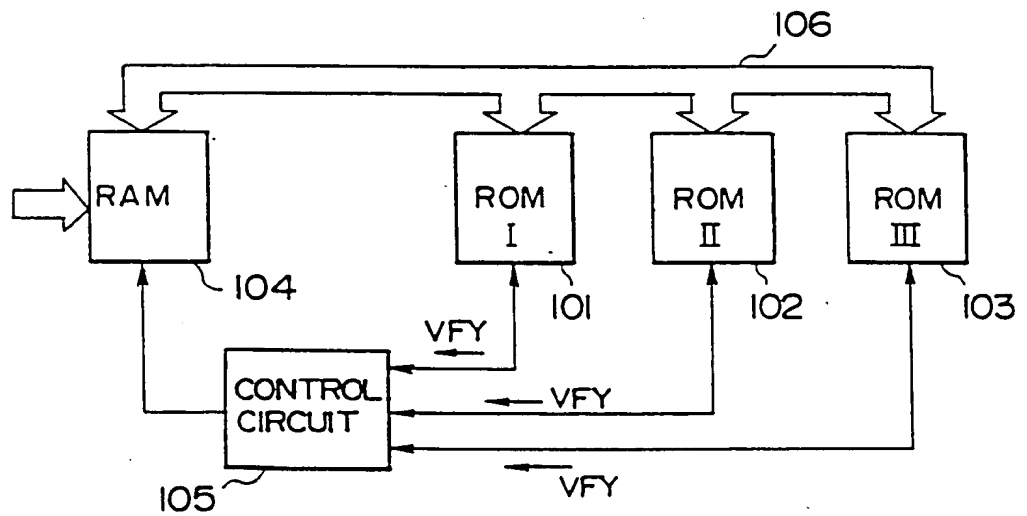 106
RAM
ROM
I
ROM
II
ROM
III
104
101
102
103
VFY
VFY
VFY
CONTROL
CIRCUIT
105